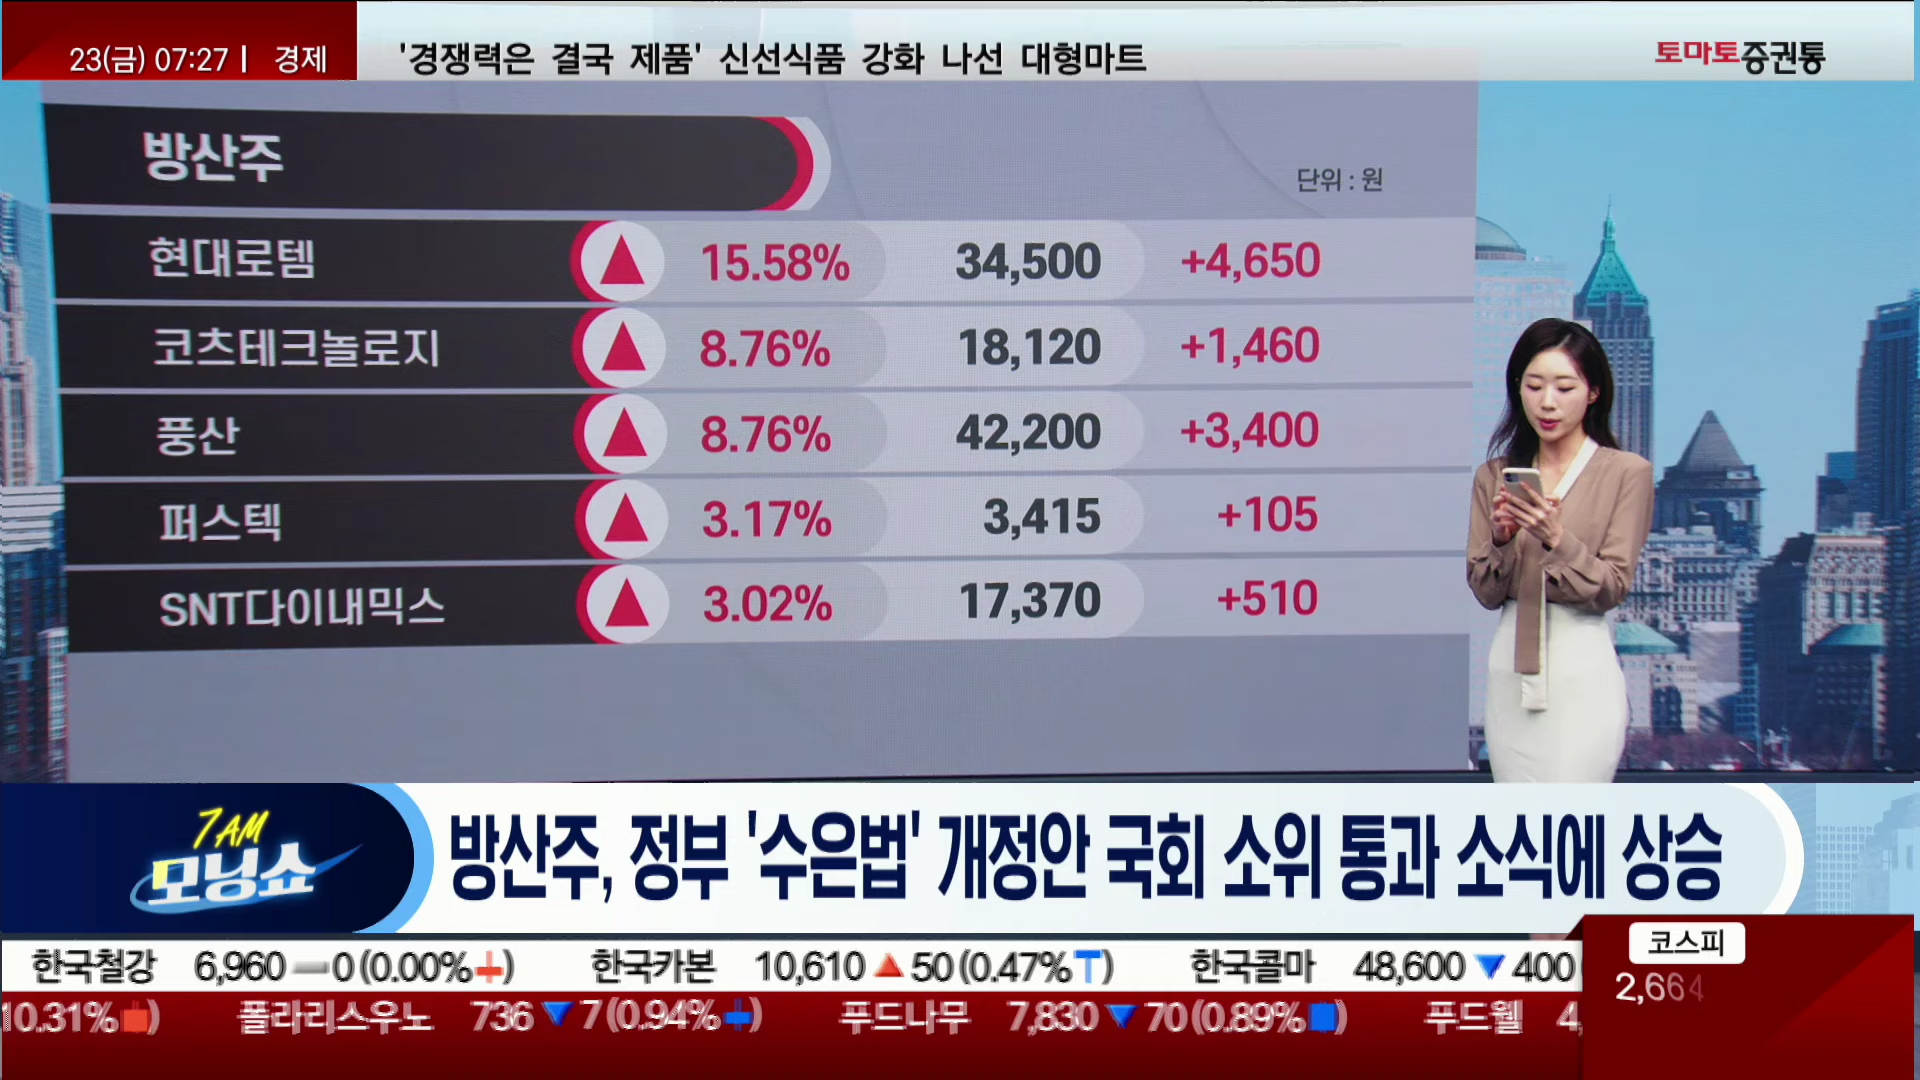 23(금) 07:27 | 경제
'경쟁력은 결국 제품' 신선식품 강화 나선 대형마트
토마토증권통
방산주
단위 : 원
현대로템 ▲ 15.58% 34,500 +4,650
코츠테크놀로지 ▲ 8.76% 18,120 +1,460
풍산 ▲ 8.76% 42,200 +3,400
퍼스텍 ▲ 3.17% 3,415 +105
SNT다이내믹스 ▲ 3.02% 17,370 +510
7AM
모닝쇼
방산주, 정부 '수은법' 개정안 국회 소위 통과 소식에 상승
한국철강 6,960 0(0.00%) 한국카본 10,610 ▲ 50(0.47%) 한국콜마 48,600 ▼ 400
코스피
2,664
10.31%) 폴라리스우노 736 ▼ 7(0.94%) 푸드나무 7,830 ▼ 70(0.89%) 푸드웰 4,